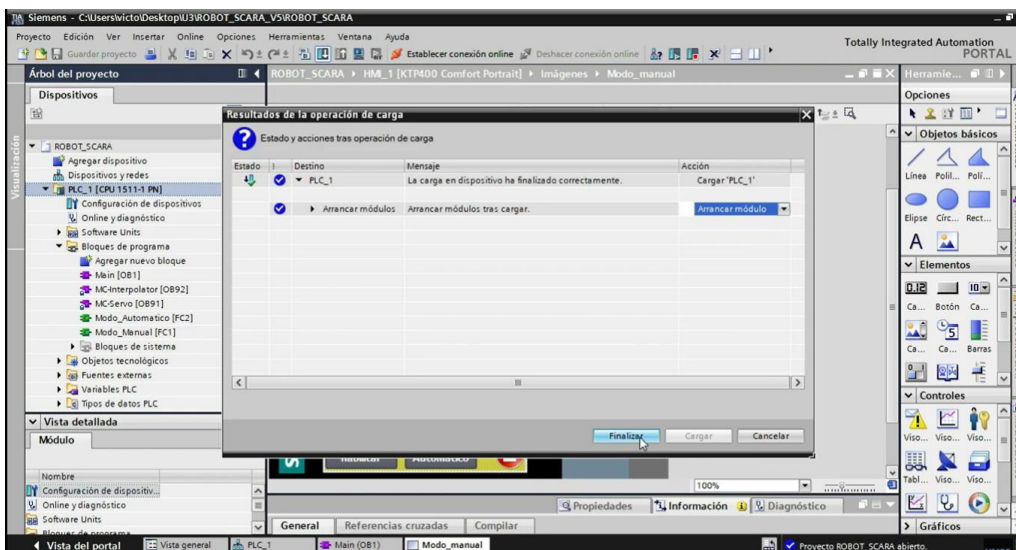 Siemens - C:\Users\victo\Desktop\U3\ROBOT_SCARA_V5\ROBOT_SCARA
Proyecto Edición Ver Insertar Online Opciones Herramientas Ventana Ayuda
Guardar proyecto Establecer conexión online Deshacer conexión online
Totally Integrated Automation
PORTAL
Árbol del proyecto
ROBOT_SCARA HMI_1 [KTP400 Comfort Portrait] Imágenes Modo_manual
Herramie...
Dispositivos
Opciones
Visualización
ROBOT_SCARA
Agregar dispositivo
Dispositivos y redes
PLC_1 [CPU 1511-1 PN]
Configuración de dispositivos
Online y diagnóstico
Software Units
Bloques de programa
Agregar nuevo bloque
Main [OB1]
MC-Interpolator [OB92]
MC-Servo [OB91]
Modo_Automatico [FC2]
Modo_Manual [FC1]
Bloques de sistema
Objetos tecnológicos
Fuentes externas
Variables PLC
Tipos de datos PLC
Vista detallada
Módulo
Nombre
Configuración de dispositiv...
Online y diagnóstico
Software Units
Bloques de programa
Resultados de la operación de carga
Estado y acciones tras operación de carga
Estado ! Destino Mensaje Acción
PLC_1 La carga en dispositivo ha finalizado correctamente. Cargar 'PLC_1'
Arrancar módulos Arrancar módulos tras cargar. Arrancar módulo
Finalizar Cargar Cancelar
Habilitar Automatico
100%
Propiedades Información Diagnóstico
General Referencias cruzadas Compilar
Objetos básicos
Línea Polil... Polí...
Elipse Círc... Rect...
A
Elementos
Ca... Botón Ca...
Ca... Ca... Barras
Controles
Viso... Viso... Viso...
Tabl... Viso... Viso...
Gráficos
Vista del portal Vista general PLC_1 Main (OB1) Modo_manual Proyecto ROBOT_SCARA abierto.